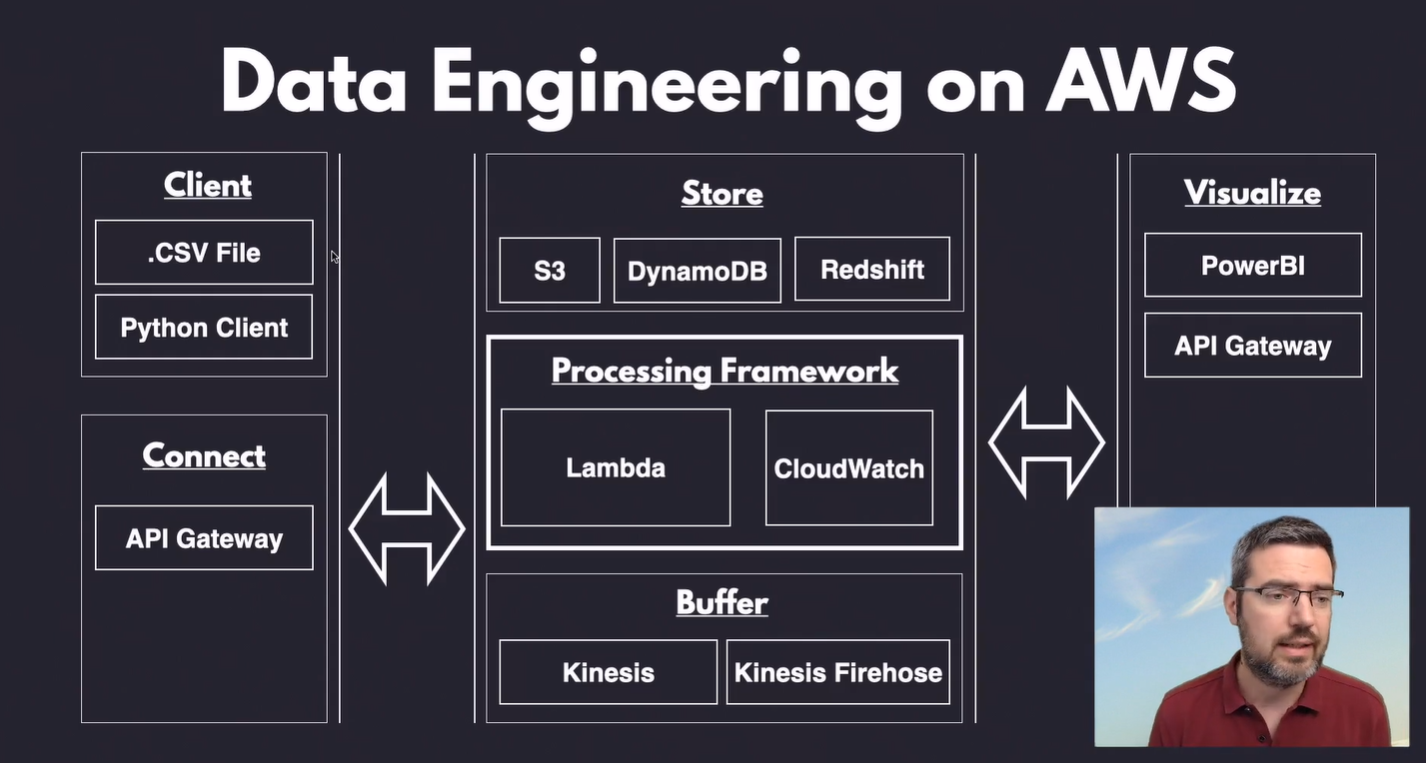 Data Engineering on AWS
Client
.CSV File
Python Client
Connect
API Gateway
Store
S3
DynamoDB
Redshift
Processing Framework
Lambda
CloudWatch
Buffer
Kinesis
Kinesis Firehose
Visualize
PowerBI
API Gateway